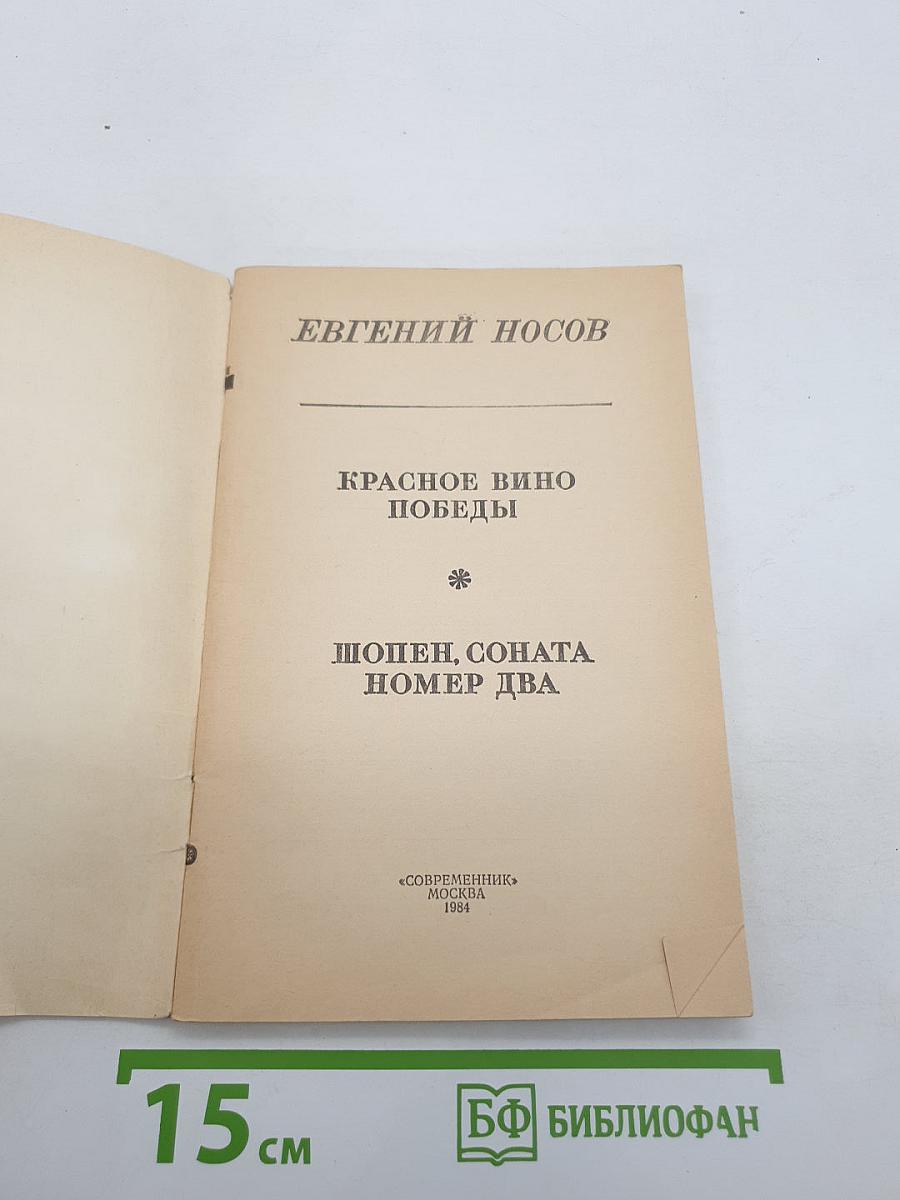 ЕВГЕНИЙ НОСОВ
КРАСНОЕ ВИНО
ПОБЕДЫ
ШОПЕН, СОНАТА
НОМЕР ДВА
«СОВРЕМЕННИК»
МОСКВА
1984
15 см
БФ БИБЛИОФАН